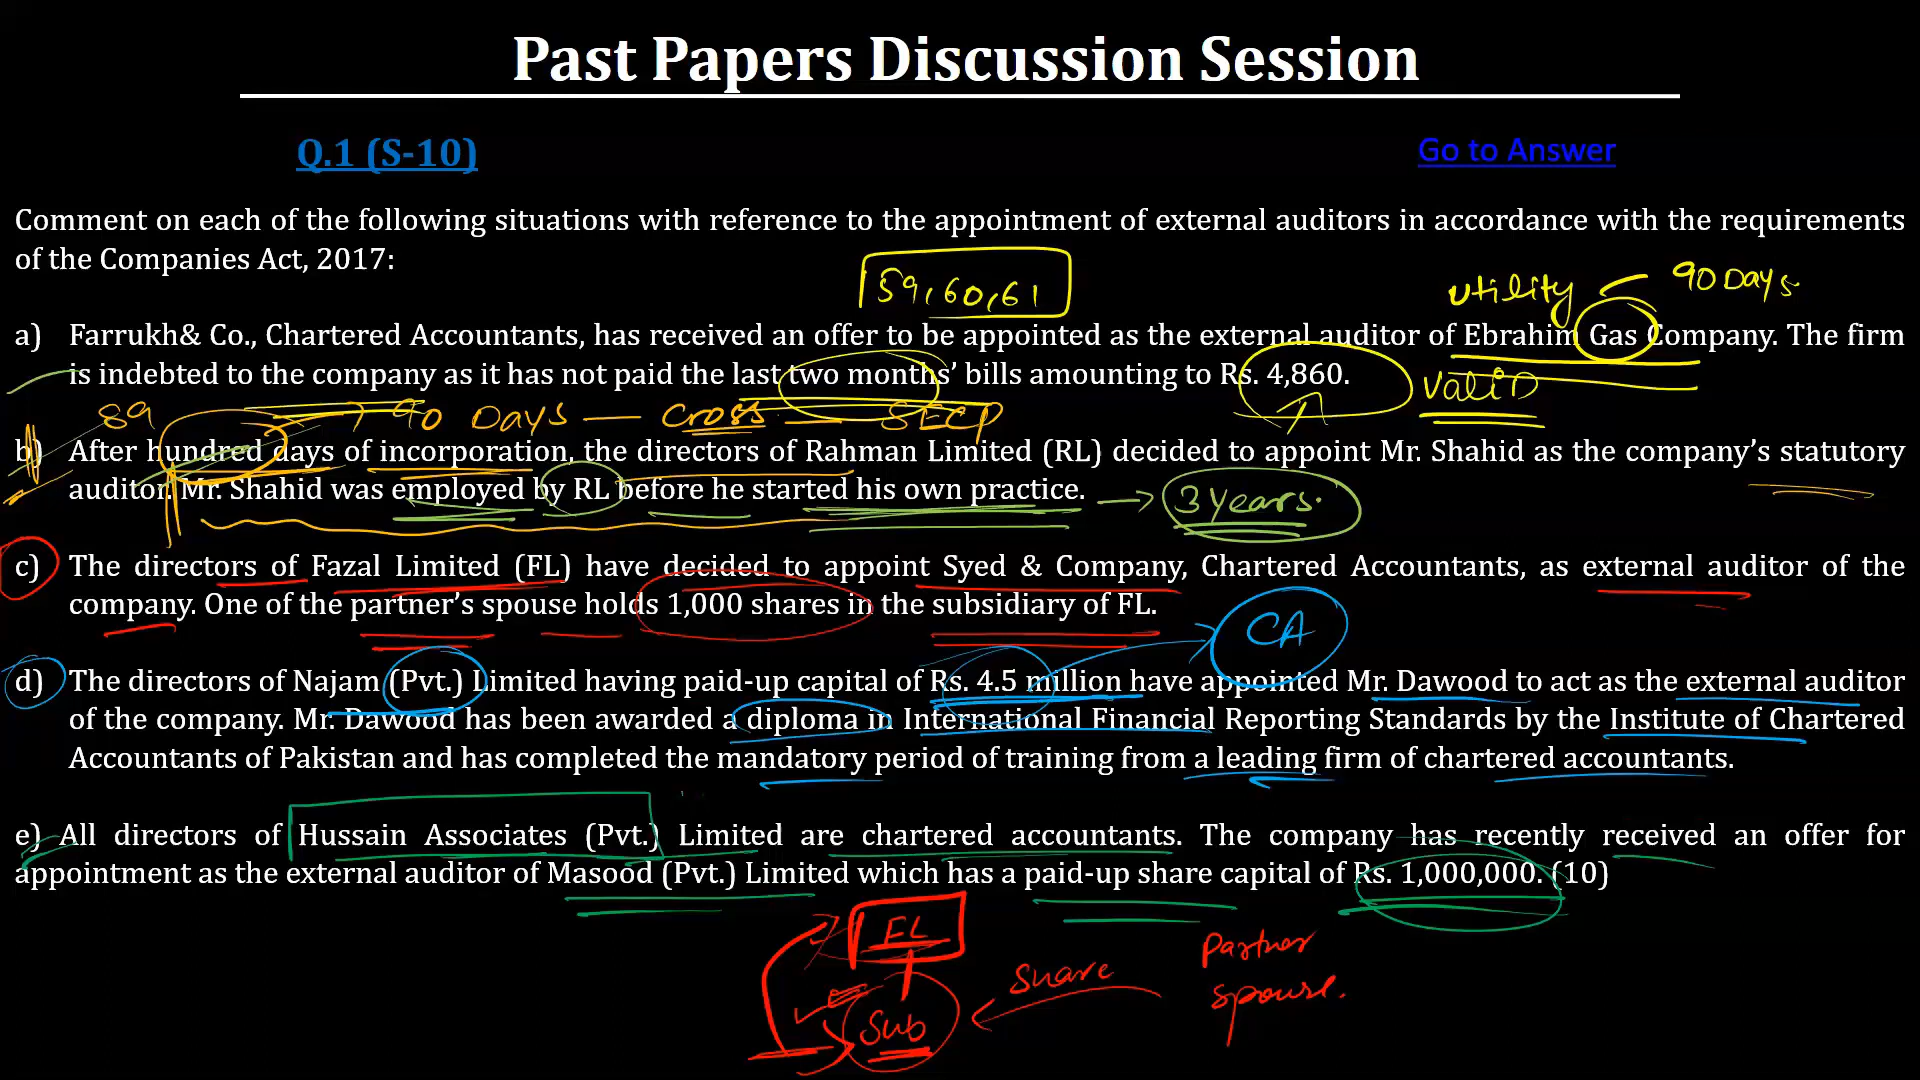 Past Papers Discussion Session
Q.1 (S-10)
Go to Answer
Comment on each of the following situations with reference to the appointment of external auditors in accordance with the requirements
of the Companies Act, 2017:
59,60,61
utility
90 Days.
a) Farrukh& Co., Chartered Accountants, has received an offer to be appointed as the external auditor of Ebrahim Gas Company. The firm
is indebted to the company as it has not paid the last two months' bills amounting to Rs. 4,860.
valiD
89
90 Days — Cross — SECP
b) After hundred days of incorporation, the directors of Rahman Limited (RL) decided to appoint Mr. Shahid as the company's statutory
auditor. Mr. Shahid was employed by RL before he started his own practice.
3 years.
c) The directors of Fazal Limited (FL) have decided to appoint Syed & Company, Chartered Accountants, as external auditor of the
company. One of the partner's spouse holds 1,000 shares in the subsidiary of FL.
CA
d) The directors of Najam (Pvt.) Limited having paid-up capital of Rs. 4.5 million have appointed Mr. Dawood to act as the external auditor
of the company. Mr. Dawood has been awarded a diploma in International Financial Reporting Standards by the Institute of Chartered
Accountants of Pakistan and has completed the mandatory period of training from a leading firm of chartered accountants.
e) All directors of Hussain Associates (Pvt.) Limited are chartered accountants. The company has recently received an offer for
appointment as the external auditor of Masood (Pvt.) Limited which has a paid-up share capital of Rs. 1,000,000. (10)
FL
Partner
Share
spouse.
Sub